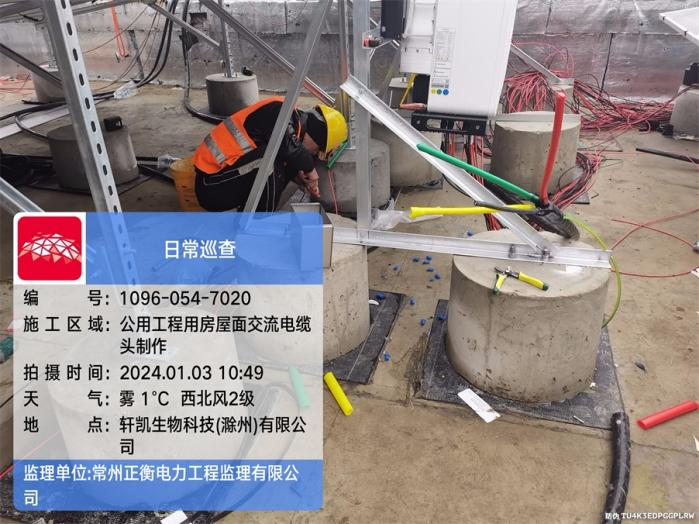 日常巡查
编 号: 1096-054-7020
施工区域: 公用工程用房屋面交流电缆
头制作
拍摄时间: 2024.01.03 10:49
天 气: 雾 1℃ 西北风2级
地 点: 轩凯生物科技(滁州)有限公
司
监理单位:常州正衡电力工程监理有限公
司
防伪 TU4K3EDPGGPLRW